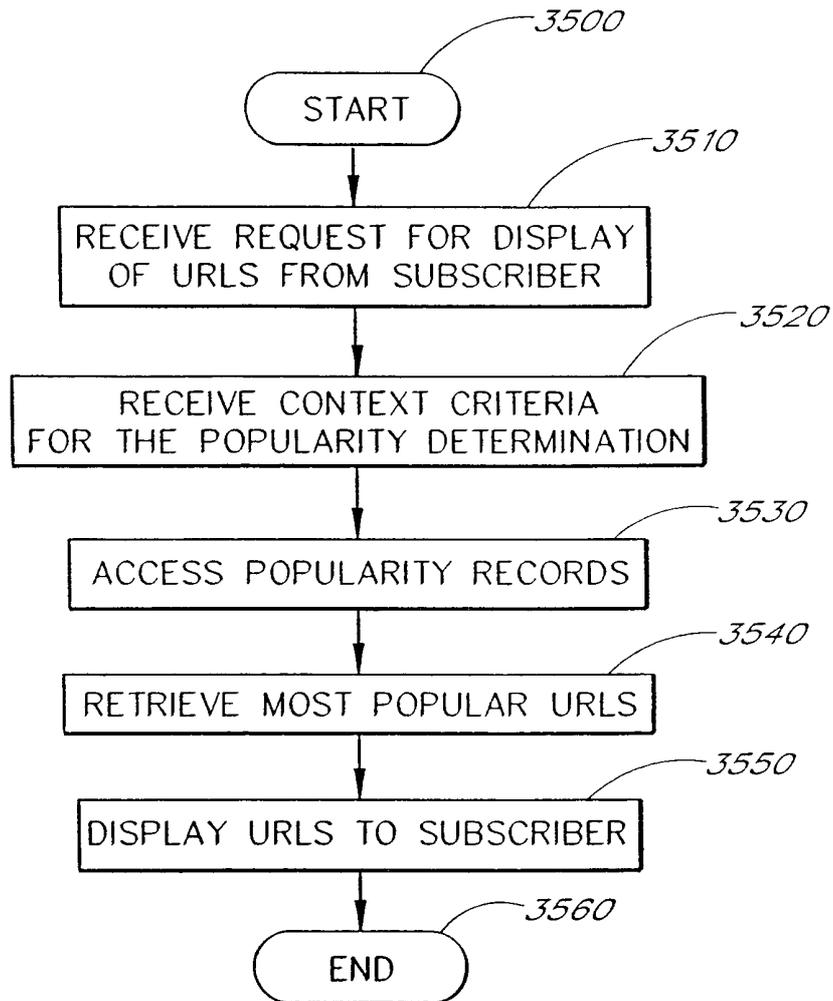 3500
START
3510
RECEIVE REQUEST FOR DISPLAY
OF URLS FROM SUBSCRIBER
3520
RECEIVE CONTEXT CRITERIA
FOR THE POPULARITY DETERMINATION
3530
ACCESS POPULARITY RECORDS
3540
RETRIEVE MOST POPULAR URLS
3550
DISPLAY URLS TO SUBSCRIBER
3560
END